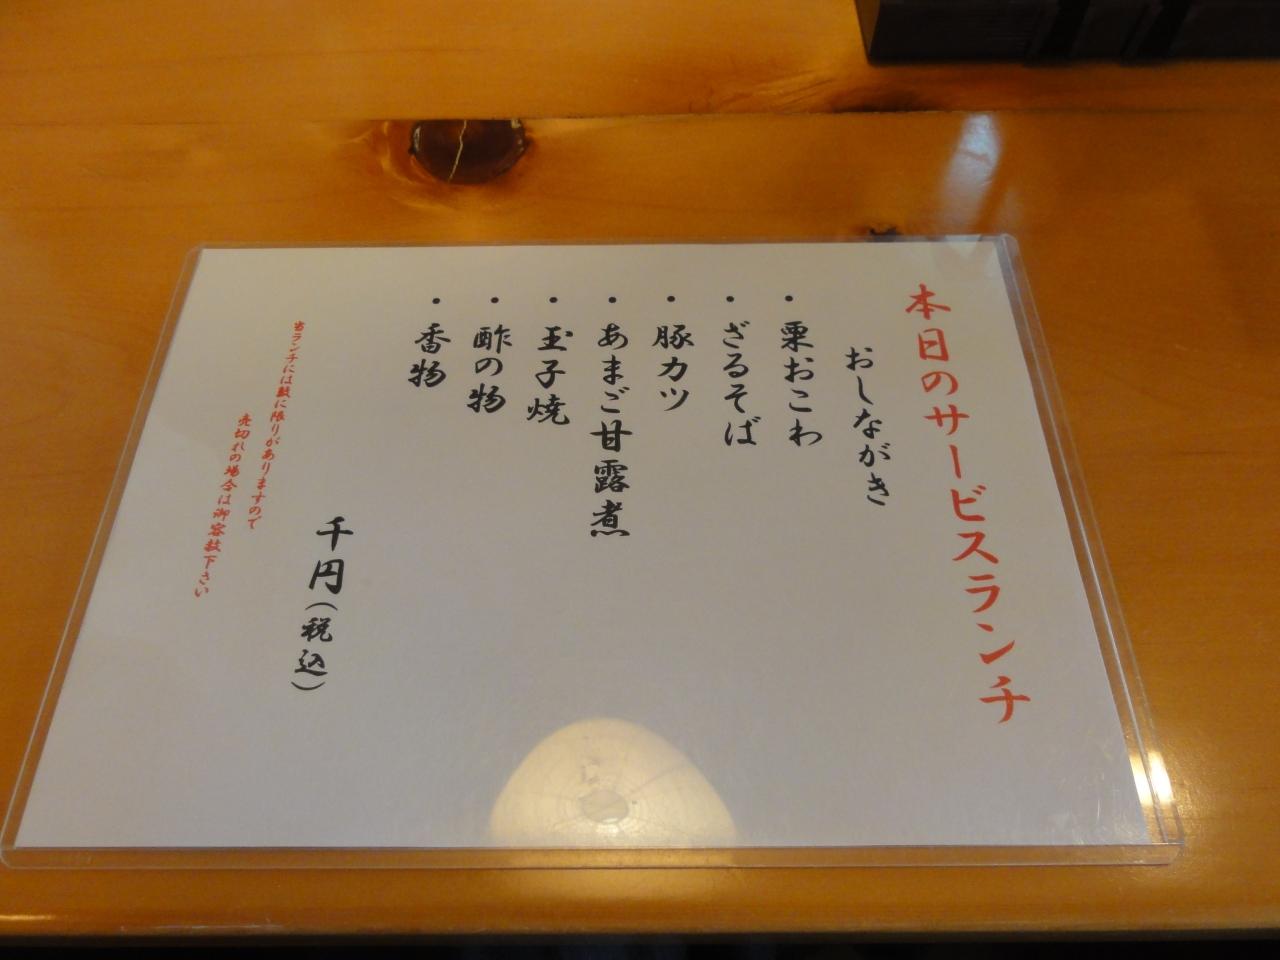 本日のサービスランチ
おしながき
・栗おこわ
・ざるそば
・豚カツ
・あまご甘露煮
・玉子焼
・酢の物
・香物
千円(税込)
当ランチには数に限りがありますので
売切れの場合は御容赦下さい